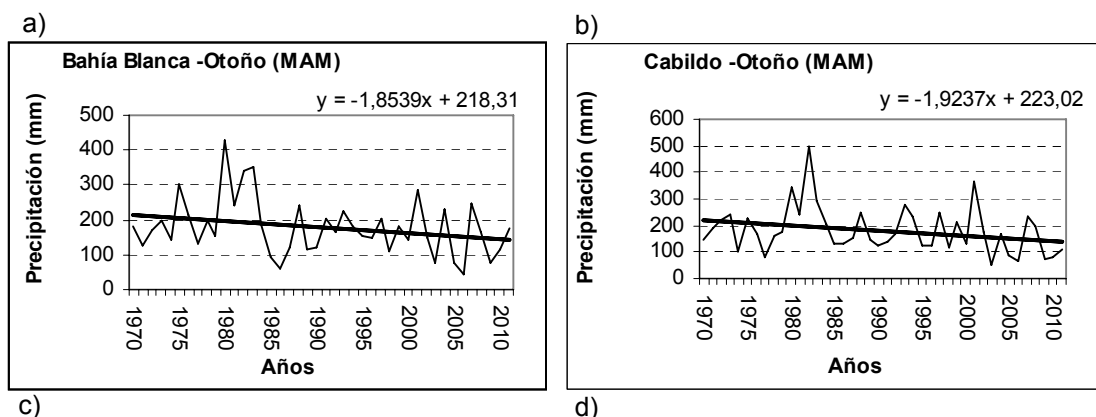 a)
Bahía Blanca -Otoño (MAM)
y = -1,8539x + 218,31
Precipitación (mm)
500
400
300
200
100
0
1970
1975
1980
1985
1990
1995
2000
2005
2010
Años
b)
Cabildo -Otoño (MAM)
y = -1,9237x + 223,02
Precipitación (mm)
600
500
400
300
200
100
0
1970
1975
1980
1985
1990
1995
2000
2005
2010
Años
c)
d)